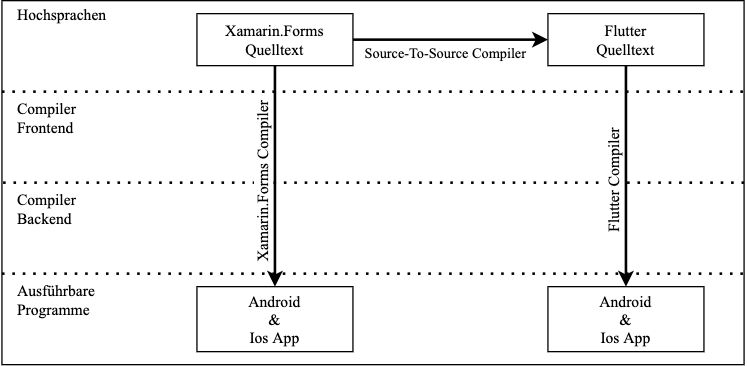 Hochsprachen
Xamarin.Forms
Quelltext
Source-To-Source Compiler
Flutter
Quelltext
Compiler
Frontend
Xamarin.Forms Compiler
Flutter Compiler
Compiler
Backend
Ausführbare
Programme
Android
&
Ios App
Android
&
Ios App